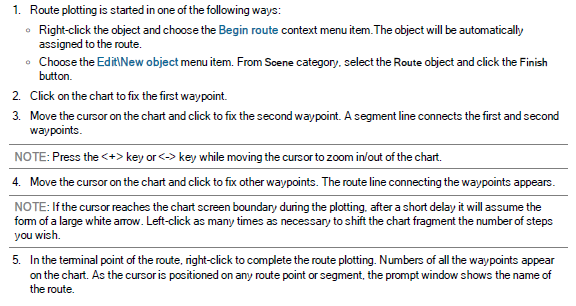 1. Route plotting is started in one of the following ways:
◦ Right-click the object and choose the Begin route context menu item.The object will be automatically
assigned to the route.
◦ Choose the Edit\New object menu item. From Scene category, select the Route object and click the Finish
button.
2. Click on the chart to fix the first waypoint.
3. Move the cursor on the chart and click to fix the second waypoint. A segment line connects the first and second
waypoints.
NOTE: Press the <+> key or <-> key while moving the cursor to zoom in/out of the chart.
4. Move the cursor on the chart and click to fix other waypoints. The route line connecting the waypoints appears.
NOTE: If the cursor reaches the chart screen boundary during the plotting, after a short delay it will assume the
form of a large white arrow. Left-click as many times as necessary to shift the chart fragment the number of steps
you wish.
5. In the terminal point of the route, right-click to complete the route plotting. Numbers of all the waypoints appear
on the chart. As the cursor is positioned on any route point or segment, the prompt window shows the name of
the route.